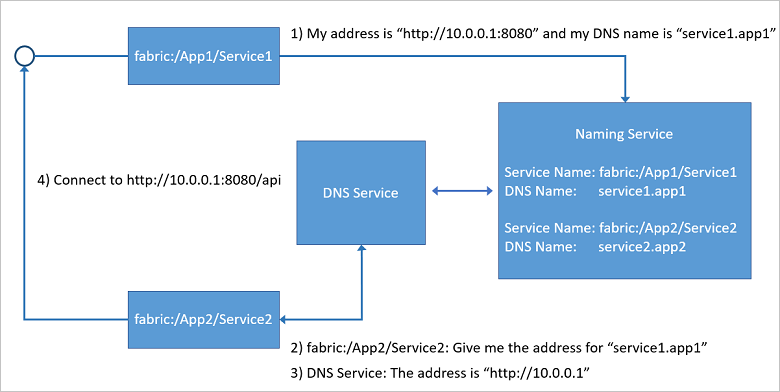 1) My address is “http://10.0.0.1:8080” and my DNS name is “service1.app1”
fabric:/App1/Service1
Naming Service
Service Name: fabric:/App1/Service1
DNS Name: service1.app1
Service Name: fabric:/App2/Service2
DNS Name: service2.app2
DNS Service
4) Connect to http://10.0.0.1:8080/api
fabric:/App2/Service2
2) fabric:/App2/Service2: Give me the address for “service1.app1”
3) DNS Service: The address is “http://10.0.0.1”